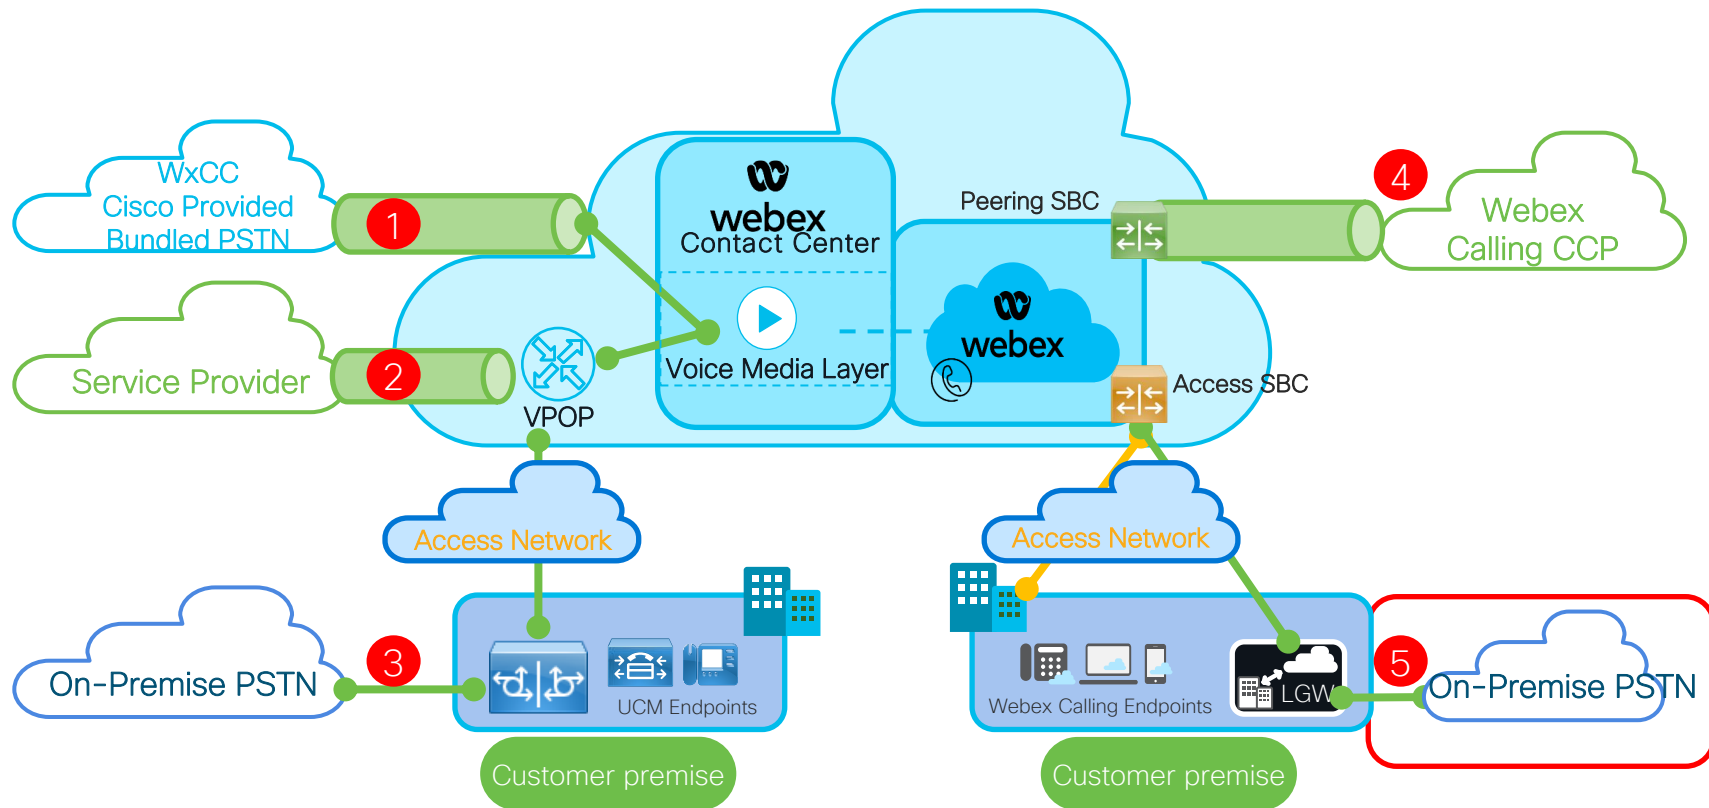 WxCC
Cisco Provided
Bundled PSTN
1
webex
Contact Center
Peering SBC
4
Webex
Calling CCP
Service Provider
2
VPOP
Voice Media Layer
webex
Access SBC
Access Network
Access Network
On-Premise PSTN
3
UCM Endpoints
Webex Calling Endpoints
LGW
5
On-Premise PSTN
Customer premise
Customer premise